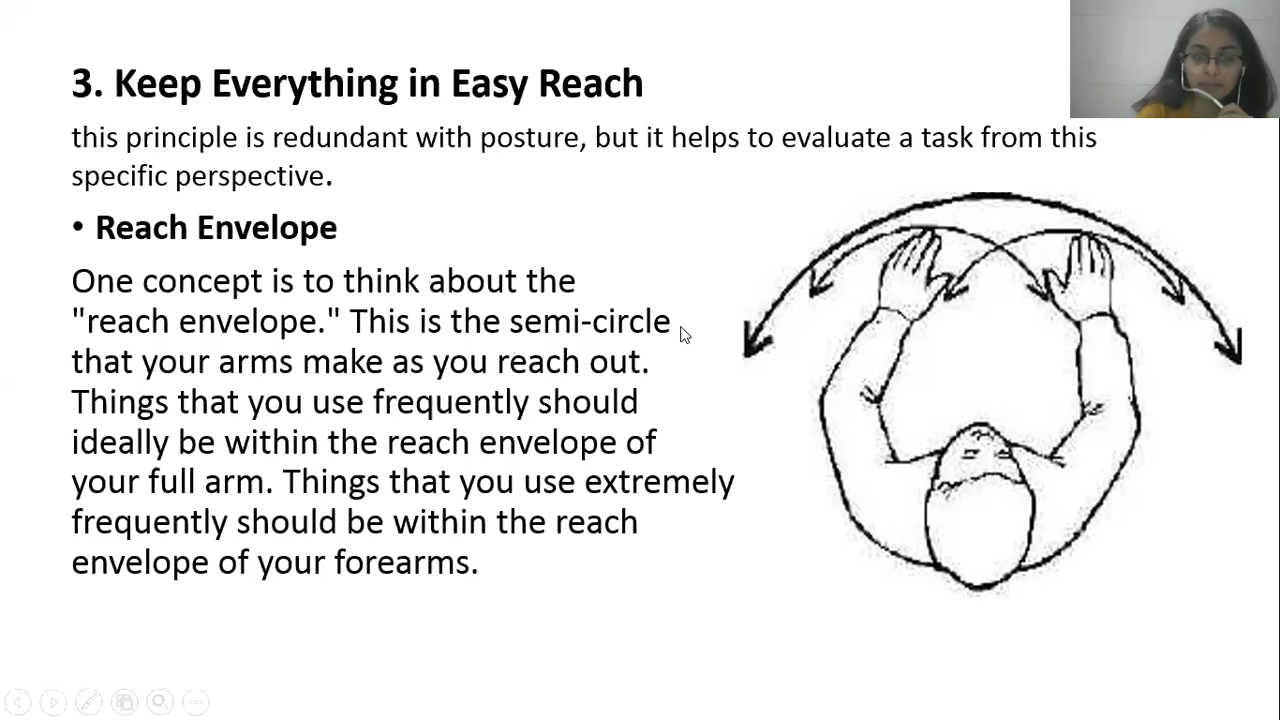 3. Keep Everything in Easy Reach
this principle is redundant with posture, but it helps to evaluate a task from this
specific perspective.
• Reach Envelope
One concept is to think about the
"reach envelope." This is the semi-circle
that your arms make as you reach out.
Things that you use frequently should
ideally be within the reach envelope of
your full arm. Things that you use extremely
frequently should be within the reach
envelope of your forearms.